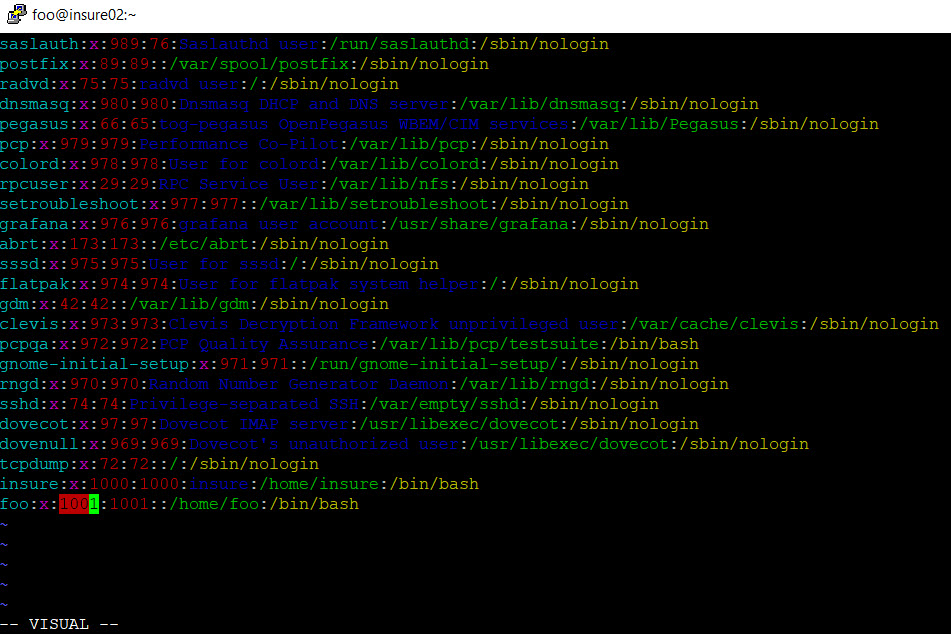 foo@insure02:~
saslauth:x:989:76:Saslauthd user:/run/saslauthd:/sbin/nologin
postfix:x:89:89::/var/spool/postfix:/sbin/nologin
radvd:x:75:75:radvd user:/:/sbin/nologin
dnsmasq:x:980:980:Dnsmasq DHCP and DNS server:/var/lib/dnsmasq:/sbin/nologin
pegasus:x:66:65:tog-pegasus OpenPegasus WBEM/CIM services:/var/lib/Pegasus:/sbin/nologin
pcp:x:979:979:Performance Co-Pilot:/var/lib/pcp:/sbin/nologin
colord:x:978:978:User for colord:/var/lib/colord:/sbin/nologin
rpcuser:x:29:29:RPC Service User:/var/lib/nfs:/sbin/nologin
setroubleshoot:x:977:977::/var/lib/setroubleshoot:/sbin/nologin
grafana:x:976:976:grafana user account:/usr/share/grafana:/sbin/nologin
abrt:x:173:173::/etc/abrt:/sbin/nologin
sssd:x:975:975:User for sssd:/:/sbin/nologin
flatpak:x:974:974:User for flatpak system helper:/:/sbin/nologin
gdm:x:42:42::/var/lib/gdm:/sbin/nologin
clevis:x:973:973:Clevis Decryption Framework unprivileged user:/var/cache/clevis:/sbin/nologin
pcpqa:x:972:972:PCP Quality Assurance:/var/lib/pcp/testsuite:/bin/bash
gnome-initial-setup:x:971:971::/run/gnome-initial-setup/:/sbin/nologin
rngd:x:970:970:Random Number Generator Daemon:/var/lib/rngd:/sbin/nologin
sshd:x:74:74:Privilege-separated SSH:/var/empty/sshd:/sbin/nologin
dovecot:x:97:97:Dovecot IMAP server:/usr/libexec/dovecot:/sbin/nologin
dovenull:x:969:969:Dovecot's unauthorized user:/usr/libexec/dovecot:/sbin/nologin
tcpdump:x:72:72::/:/sbin/nologin
insure:x:1000:1000:insure:/home/insure:/bin/bash
foo:x:1001:1001::/home/foo:/bin/bash
~
~
~
~
~
-- VISUAL --